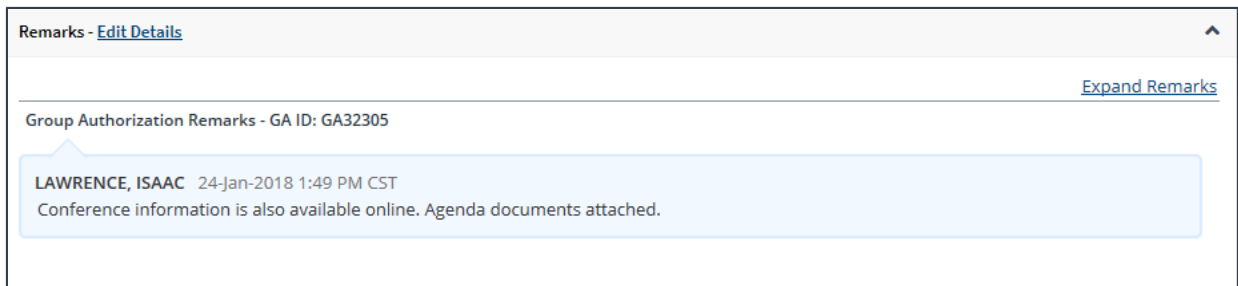 Remarks - Edit Details
Expand Remarks
Group Authorization Remarks - GA ID: GA32305
LAWRENCE, ISAAC 24-Jan-2018 1:49 PM CST
Conference information is also available online. Agenda documents attached.